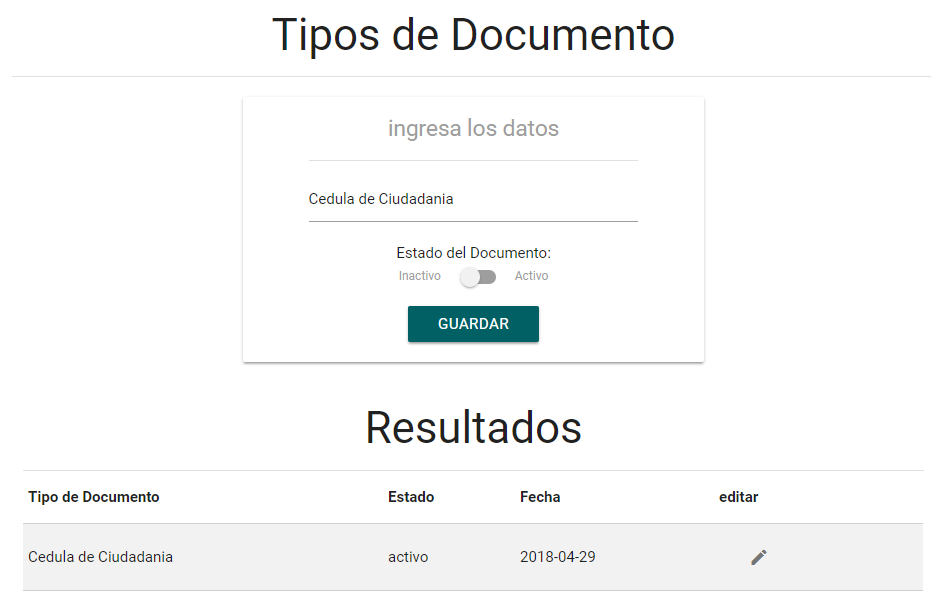 Tipos de Documento
ingresa los datos
Cedula de Ciudadania
Estado del Documento:
Inactivo Activo
GUARDAR
Resultados
Tipo de Documento Estado Fecha editar
Cedula de Ciudadania activo 2018-04-29